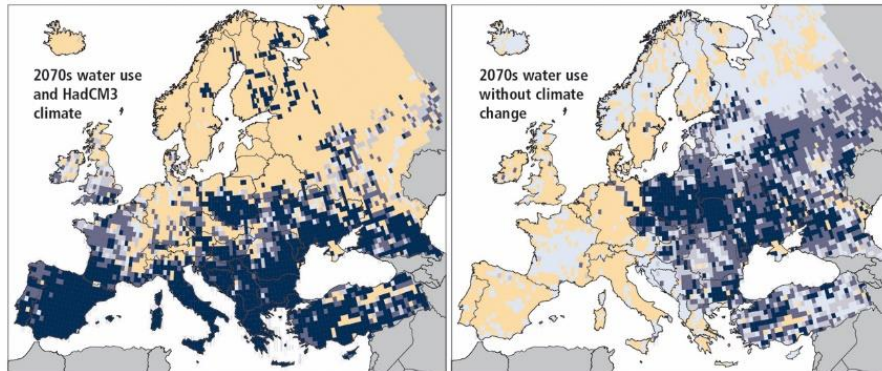 2070s water use
and HadCM3
climate
2070s water use
without climate
change